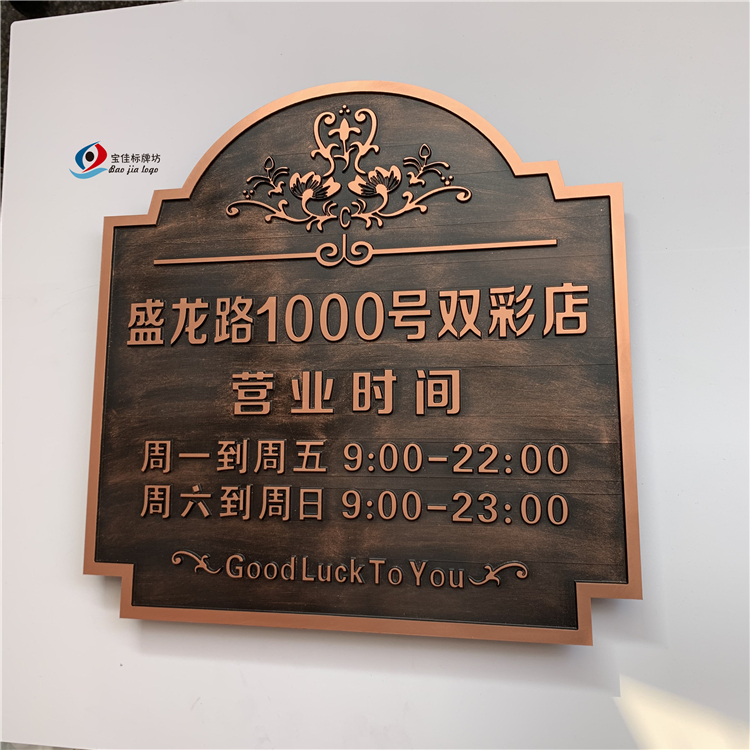 宝佳标牌坊
Bao jia logo
盛龙路1000号双彩店
营业时间
周一到周五 9:00-22:00
周六到周日 9:00-23:00
Good Luck To You